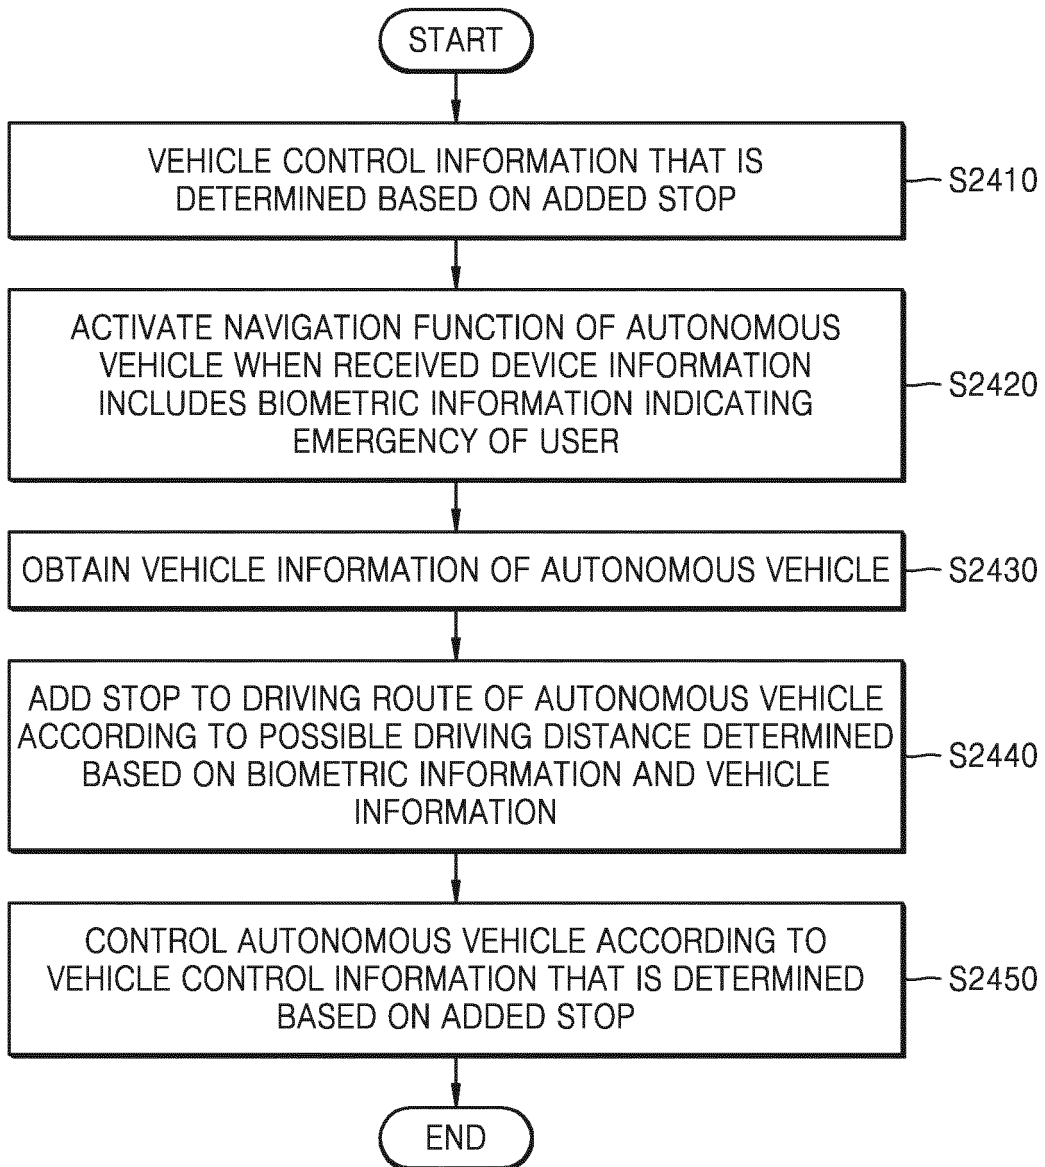 START
VEHICLE CONTROL INFORMATION THAT IS
DETERMINED BASED ON ADDED STOP
S2410
ACTIVATE NAVIGATION FUNCTION OF AUTONOMOUS
VEHICLE WHEN RECEIVED DEVICE INFORMATION
INCLUDES BIOMETRIC INFORMATION INDICATING
EMERGENCY OF USER
S2420
OBTAIN VEHICLE INFORMATION OF AUTONOMOUS VEHICLE
S2430
ADD STOP TO DRIVING ROUTE OF AUTONOMOUS VEHICLE
ACCORDING TO POSSIBLE DRIVING DISTANCE DETERMINED
BASED ON BIOMETRIC INFORMATION AND VEHICLE
INFORMATION
S2440
CONTROL AUTONOMOUS VEHICLE ACCORDING TO
VEHICLE CONTROL INFORMATION THAT IS DETERMINED
BASED ON ADDED STOP
S2450
END